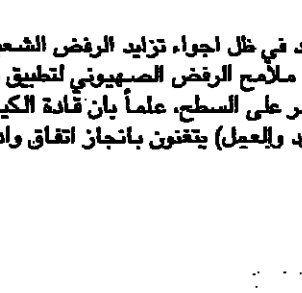 في ظل اجواء تزايد الرفض الشعب
ملامح الرفض الصهيوني لتطبيق
ر على السطح، علماً بان قادة الكي
والعمل) يتغنون بانجاز اتفاق واد